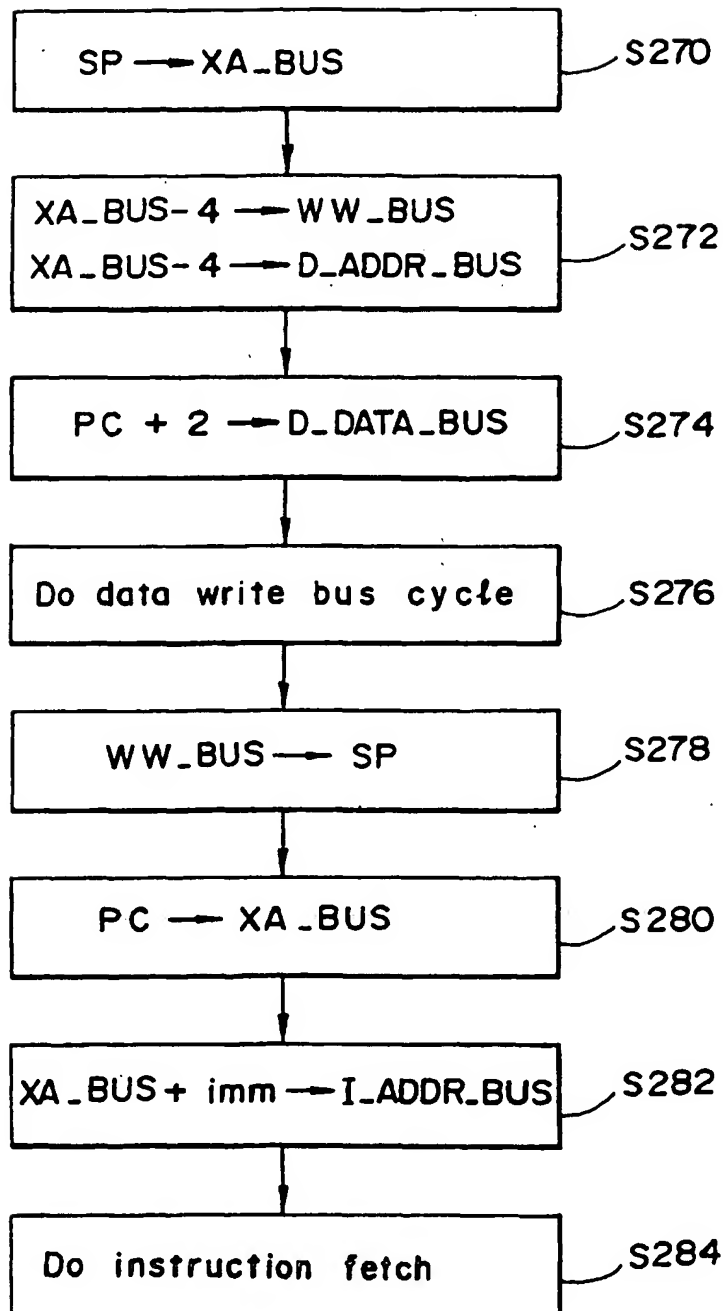 SP → XA_BUS
S270
XA_BUS-4 → WW_BUS
XA_BUS-4 → D_ADDR_BUS
S272
PC + 2 → D_DATA_BUS
S274
Do data write bus cycle
S276
WW_BUS → SP
S278
PC → XA_BUS
S280
XA_BUS + imm → I_ADDR_BUS
S282
Do instruction fetch
S284